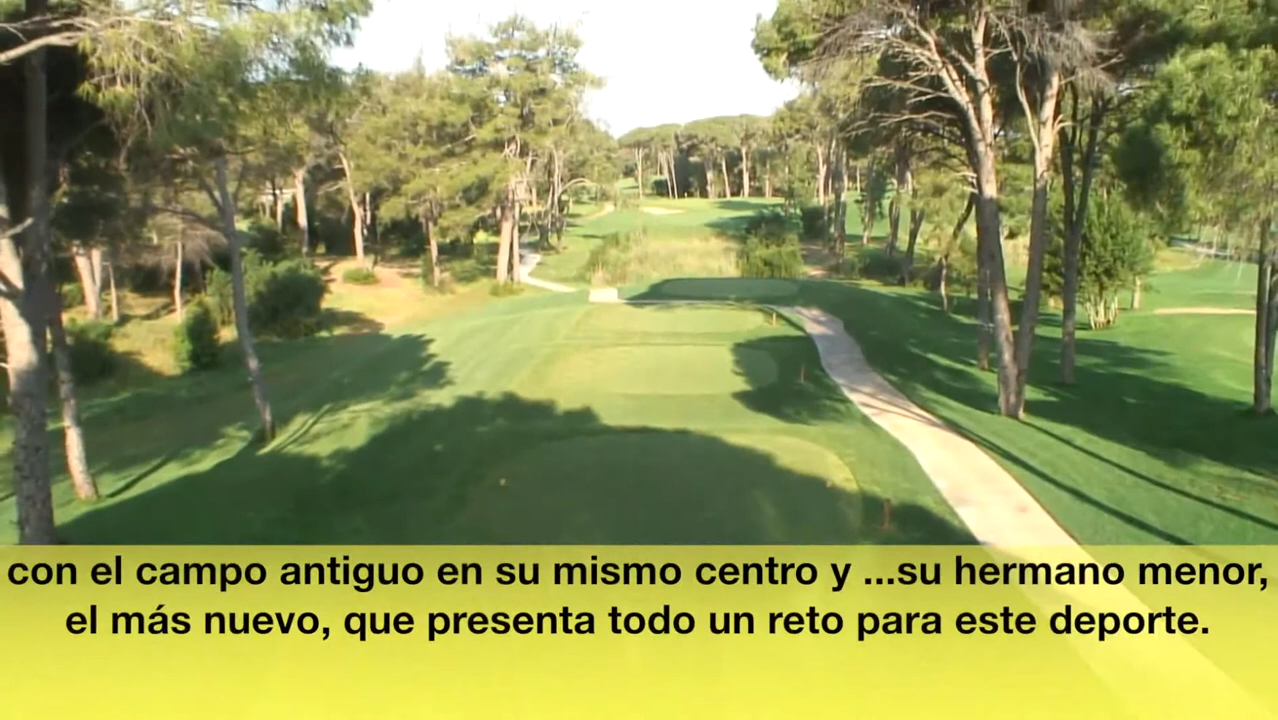 con el campo antiguo en su mismo centro y ...su hermano menor,
el más nuevo, que presenta todo un reto para este deporte.